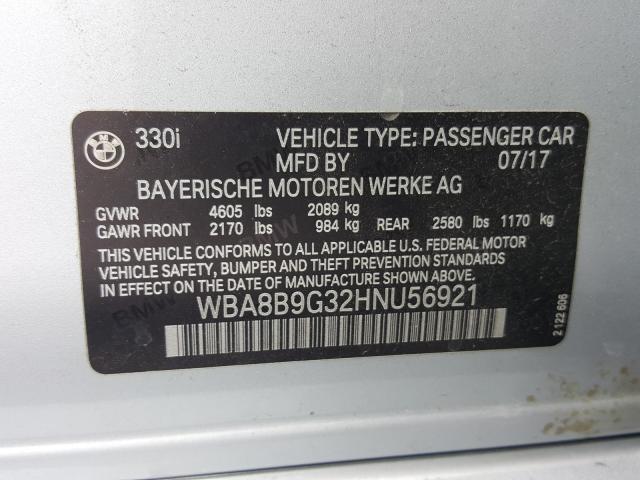 BMW 330i VEHICLE TYPE: PASSENGER CAR
MFD BY 07/17
BAYERISCHE MOTOREN WERKE AG
GVWR 4605 lbs 2089 kg
GAWR FRONT 2170 lbs 984 kg REAR 2580 lbs 1170 kg
THIS VEHICLE CONFORMS TO ALL APPLICABLE U.S. FEDERAL MOTOR
VEHICLE SAFETY, BUMPER AND THEFT PREVENTION STANDARDS
IN EFFECT ON THE DATE OF MANUFACTURE SHOWN ABOVE.
WBA8B9G32HNU56921
2 122 606